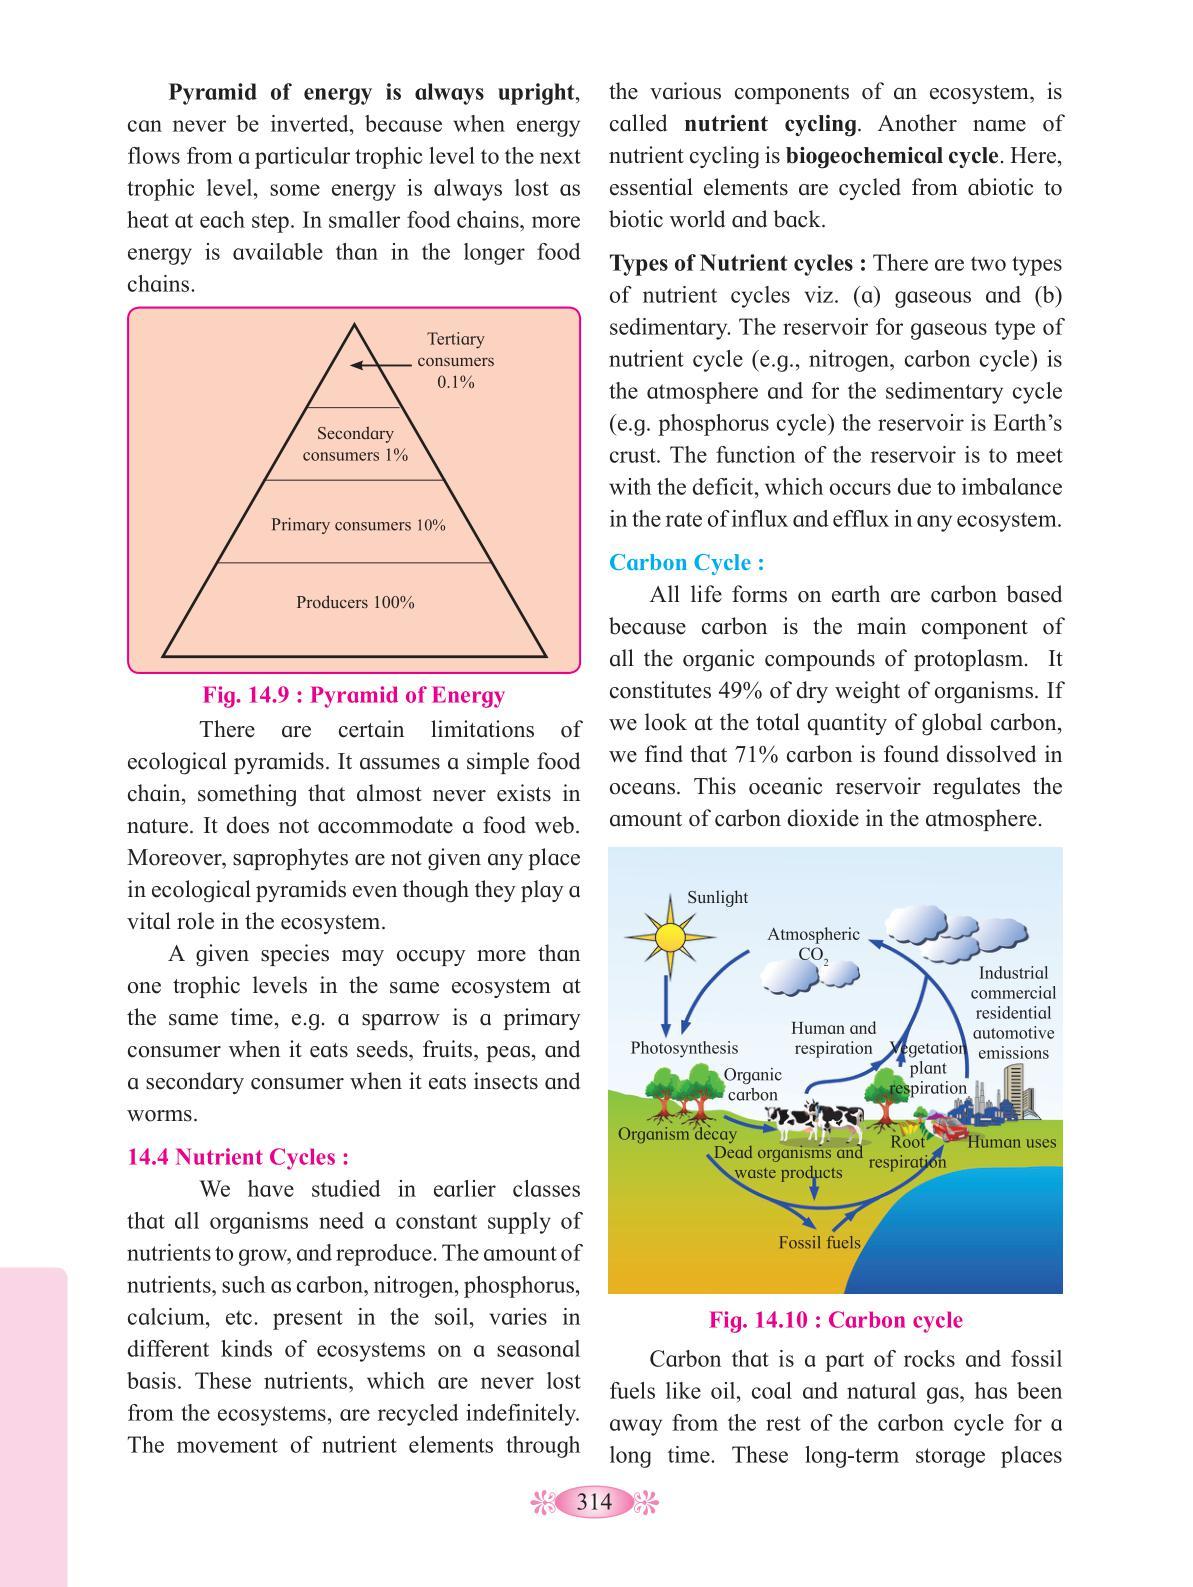 Pyramid of energy is always upright,
can never be inverted, because when energy
flows from a particular trophic level to the next
trophic level, some energy is always lost as
heat at each step. In smaller food chains, more
energy is available than in the longer food
chains.
Tertiary
consumers
0.1%
Secondary
consumers 1%
Primary consumers 10%
Producers 100%
Fig. 14.9 : Pyramid of Energy
There are certain limitations of
ecological pyramids. It assumes a simple food
chain, something that almost never exists in
nature. It does not accommodate a food web.
Moreover, saprophytes are not given any place
in ecological pyramids even though they play a
vital role in the ecosystem.
A given species may occupy more than
one trophic levels in the same ecosystem at
the same time, e.g. a sparrow is a primary
consumer when it eats seeds, fruits, peas, and
a secondary consumer when it eats insects and
worms.
14.4 Nutrient Cycles :
We have studied in earlier classes
that all organisms need a constant supply of
nutrients to grow, and reproduce. The amount of
nutrients, such as carbon, nitrogen, phosphorus,
calcium, etc. present in the soil, varies in
different kinds of ecosystems on a seasonal
basis. These nutrients, which are never lost
from the ecosystems, are recycled indefinitely.
The movement of nutrient elements through
the various components of an ecosystem, is
called nutrient cycling. Another name of
nutrient cycling is biogeochemical cycle. Here,
essential elements are cycled from abiotic to
biotic world and back.
Types of Nutrient cycles : There are two types
of nutrient cycles viz. (a) gaseous and (b)
sedimentary. The reservoir for gaseous type of
nutrient cycle (e.g., nitrogen, carbon cycle) is
the atmosphere and for the sedimentary cycle
(e.g. phosphorus cycle) the reservoir is Earth’s
crust. The function of the reservoir is to meet
with the deficit, which occurs due to imbalance
in the rate of influx and efflux in any ecosystem.
Carbon Cycle :
All life forms on earth are carbon based
because carbon is the main component of
all the organic compounds of protoplasm. It
constitutes 49% of dry weight of organisms. If
we look at the total quantity of global carbon,
we find that 71% carbon is found dissolved in
oceans. This oceanic reservoir regulates the
amount of carbon dioxide in the atmosphere.
Sunlight
Atmospheric
CO2
Industrial
commercial
residential
automotive
emissions
Human and
respiration
Vegetation
plant
respiration
Photosynthesis
Organic
carbon
Organism decay
Dead organisms and
waste products
Root
respiration
Human uses
Fossil fuels
Fig. 14.10 : Carbon cycle
Carbon that is a part of rocks and fossil
fuels like oil, coal and natural gas, has been
away from the rest of the carbon cycle for a
long time. These long-term storage places
314